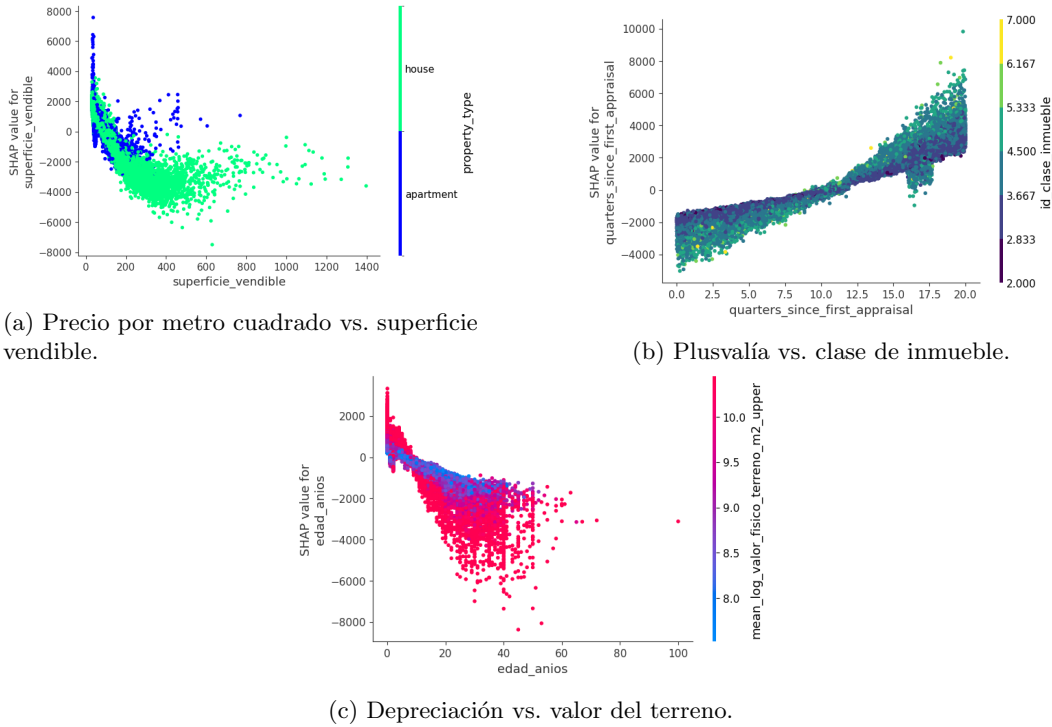 8000
6000
4000
2000
0
−2000
−4000
−6000
−8000
0 200 400 600 800 1000 1200 1400
SHAP value for
superficie_vendible
superficie_vendible
house
apartment
property_type
(a) Precio por metro cuadrado vs. superficie
vendible.
10000
8000
6000
4000
2000
0
−2000
−4000
0.0 2.5 5.0 7.5 10.0 12.5 15.0 17.5 20.0
SHAP value for
quarters_since_first_appraisal
quarters_since_first_appraisal
7.000
6.167
5.333
4.500
3.667
2.833
2.000
id_clase_inmueble
(b) Plusvalía vs. clase de inmueble.
2000
0
−2000
−4000
−6000
−8000
0 20 40 60 80 100
SHAP value for
edad_anios
edad_anios
10.0
9.5
9.0
8.5
8.0
mean_log_valor_fisico_terreno_m2_upper
(c) Depreciación vs. valor del terreno.